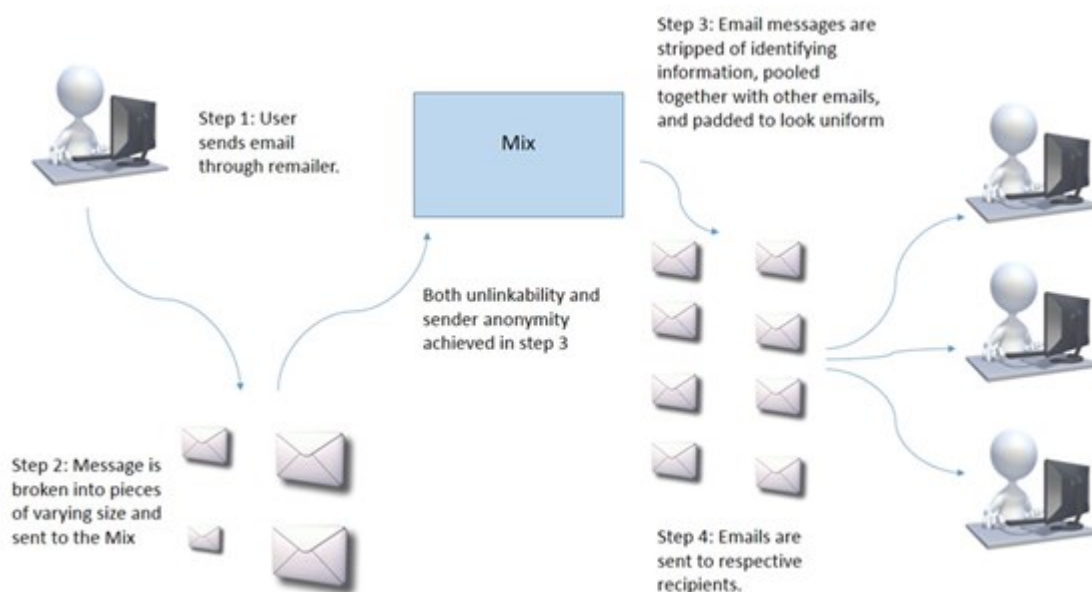 Step 1: User
sends email
through remailer.
Step 2: Message is
broken into pieces
of varying size and
sent to the Mix
Mix
Both unlinkability and
sender anonymity
achieved in step 3
Step 3: Email messages are
stripped of identifying
information, pooled
together with other emails,
and padded to look uniform
Step 4: Emails are
sent to respective
recipients.